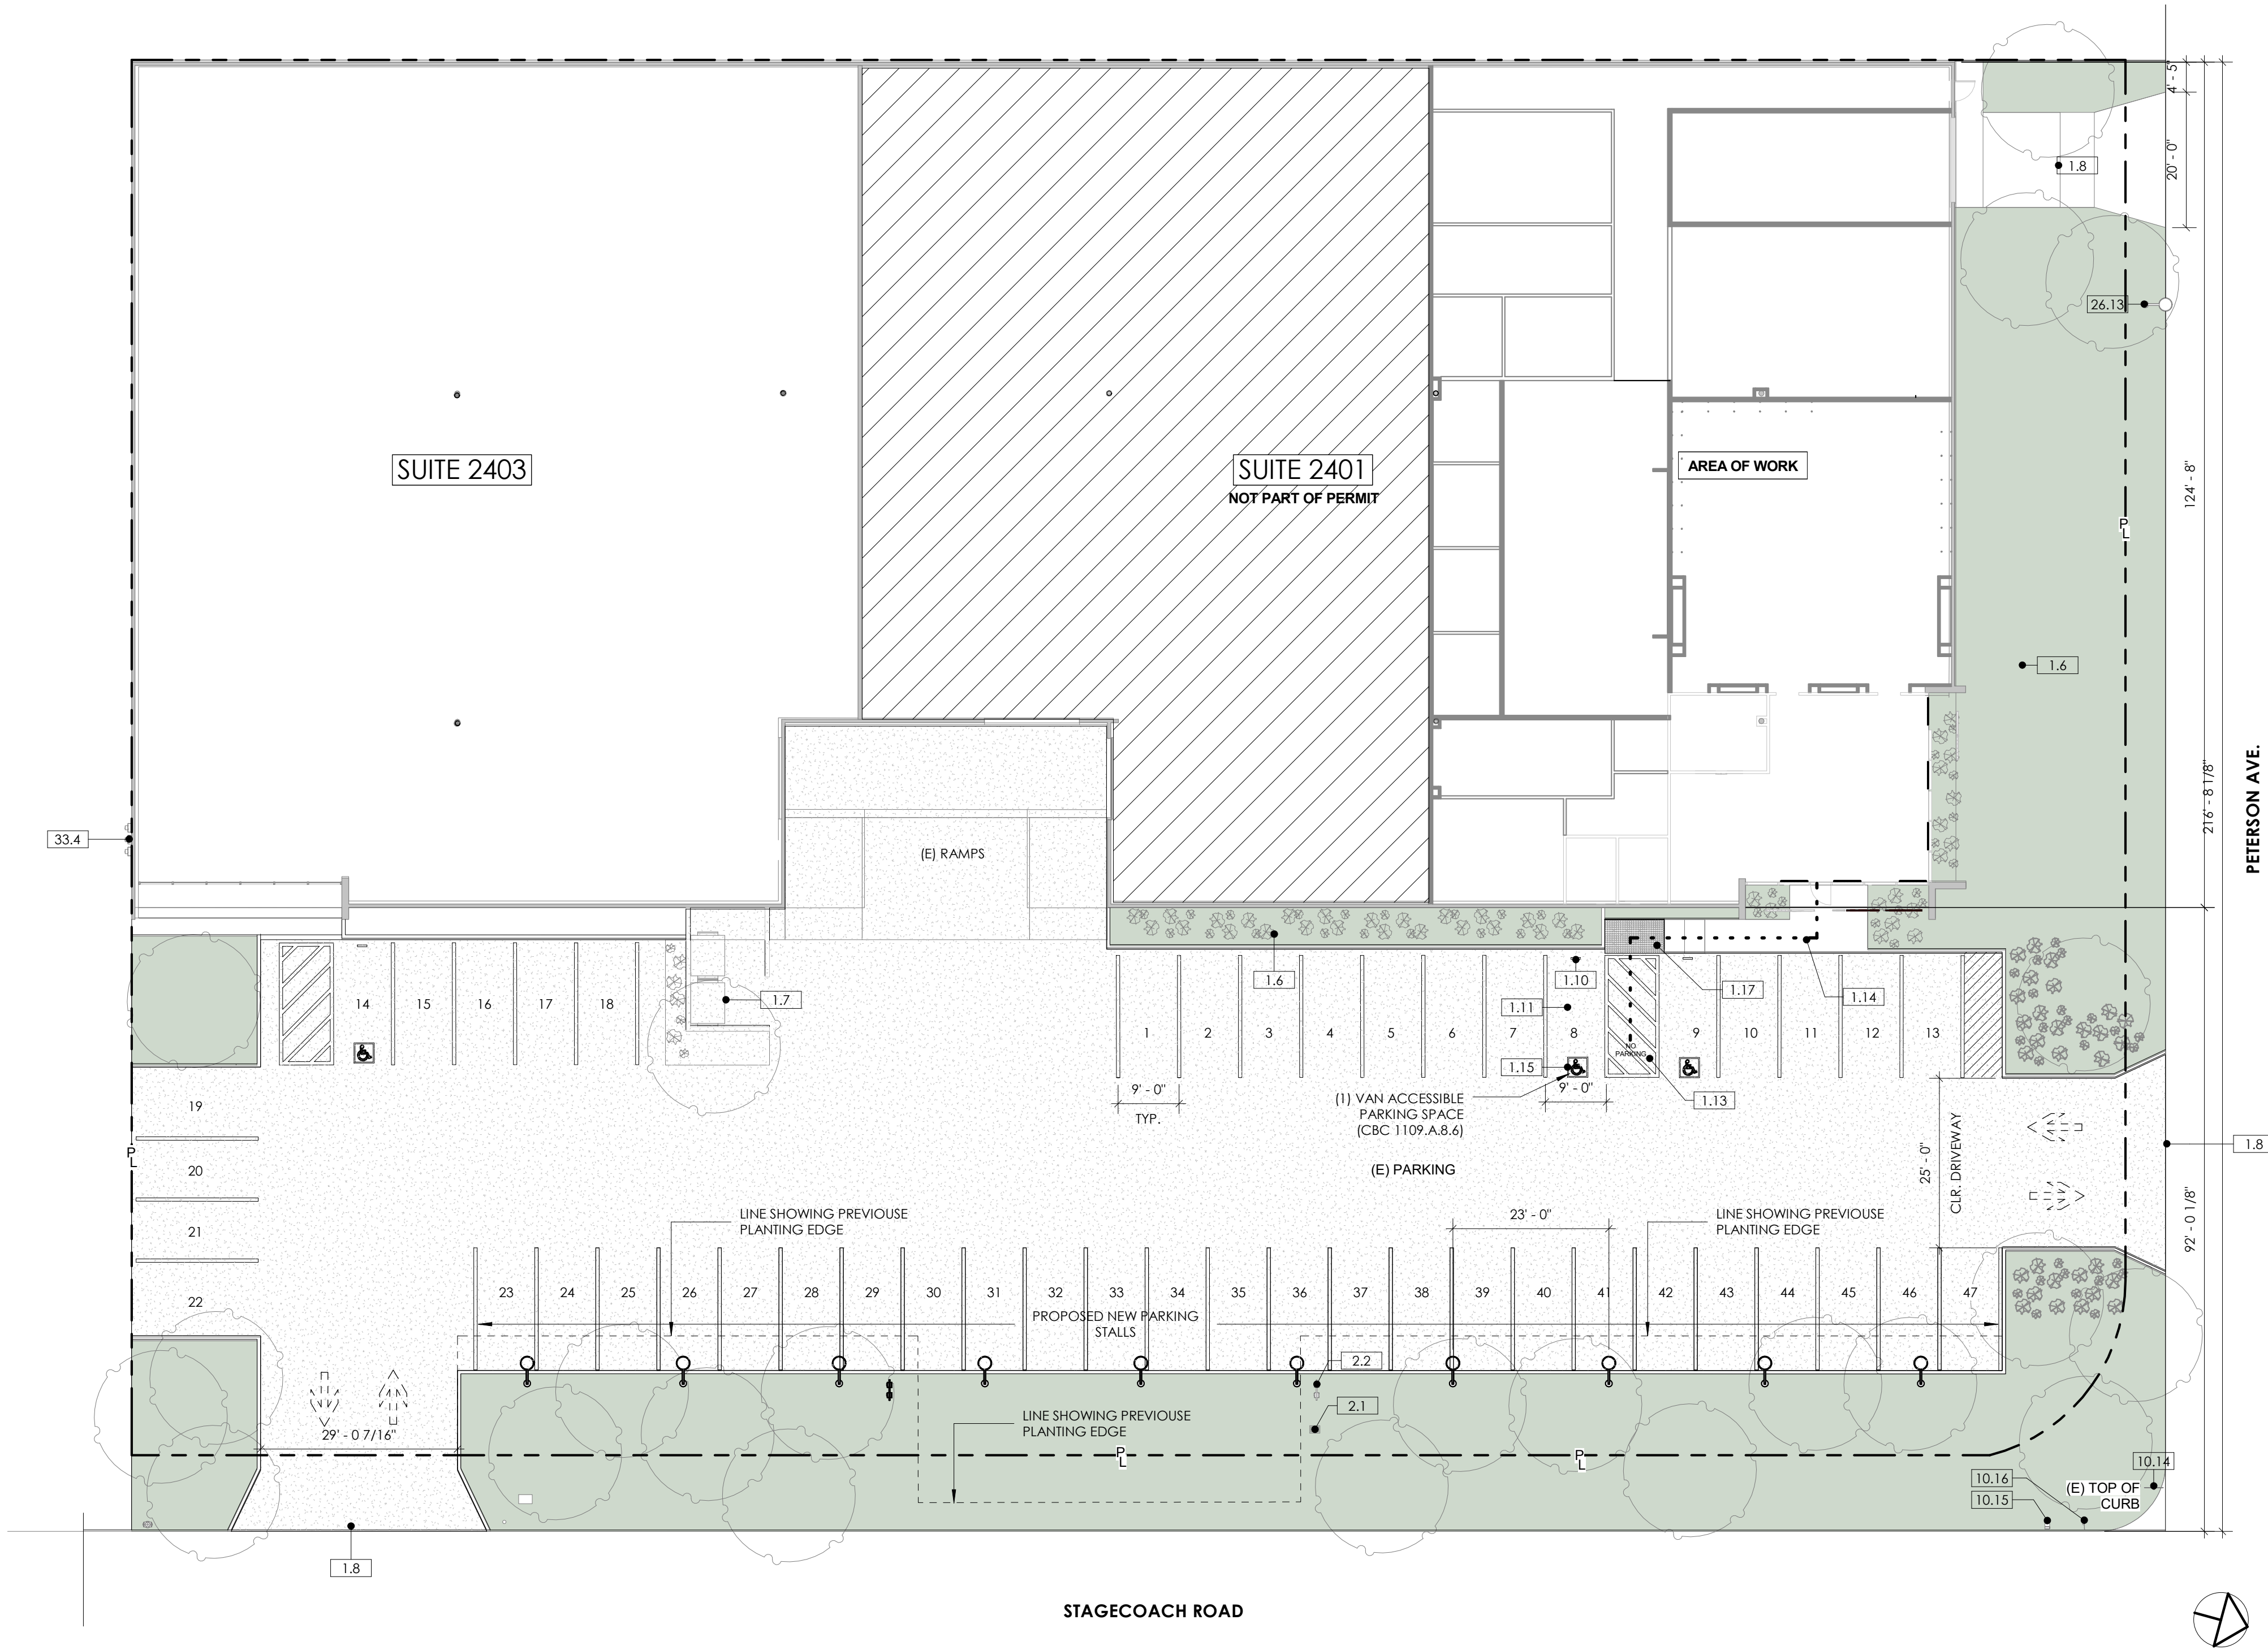 4' - 5"
20' - 0"
1.8
26.13
124' - 8"
SUITE 2403
SUITE 2401
NOT PART OF PERMIT
AREA OF WORK
P
L
1.6
216' - 8 1/8"
PETERSON AVE.
33.4
(E) RAMPS
1.7
1.6
1.10
1.11
1.17
1.14
14
15
16
17
18
1
2
3
4
5
6
7
8
9
10
11
12
13
NO
PARKING
1.15
1.13
9' - 0"
TYP.
9' - 0"
(1) VAN ACCESSIBLE
PARKING SPACE
(CBC 1109.A.8.6)
(E) PARKING
25' - 0"
CLR. DRIVEWAY
1.8
92' - 0 1/8"
19
20
21
22
P
L
LINE SHOWING PREVIOUSE
PLANTING EDGE
23' - 0"
LINE SHOWING PREVIOUSE
PLANTING EDGE
23
24
25
26
27
28
29
30
31
32
33
34
35
36
37
38
39
40
41
42
43
44
45
46
47
PROPOSED NEW PARKING
STALLS
2.2
2.1
LINE SHOWING PREVIOUSE
PLANTING EDGE
29' - 0 7/16"
P
L
P
L
10.14
10.16
10.15
(E) TOP OF
CURB
1.8
STAGECOACH ROAD